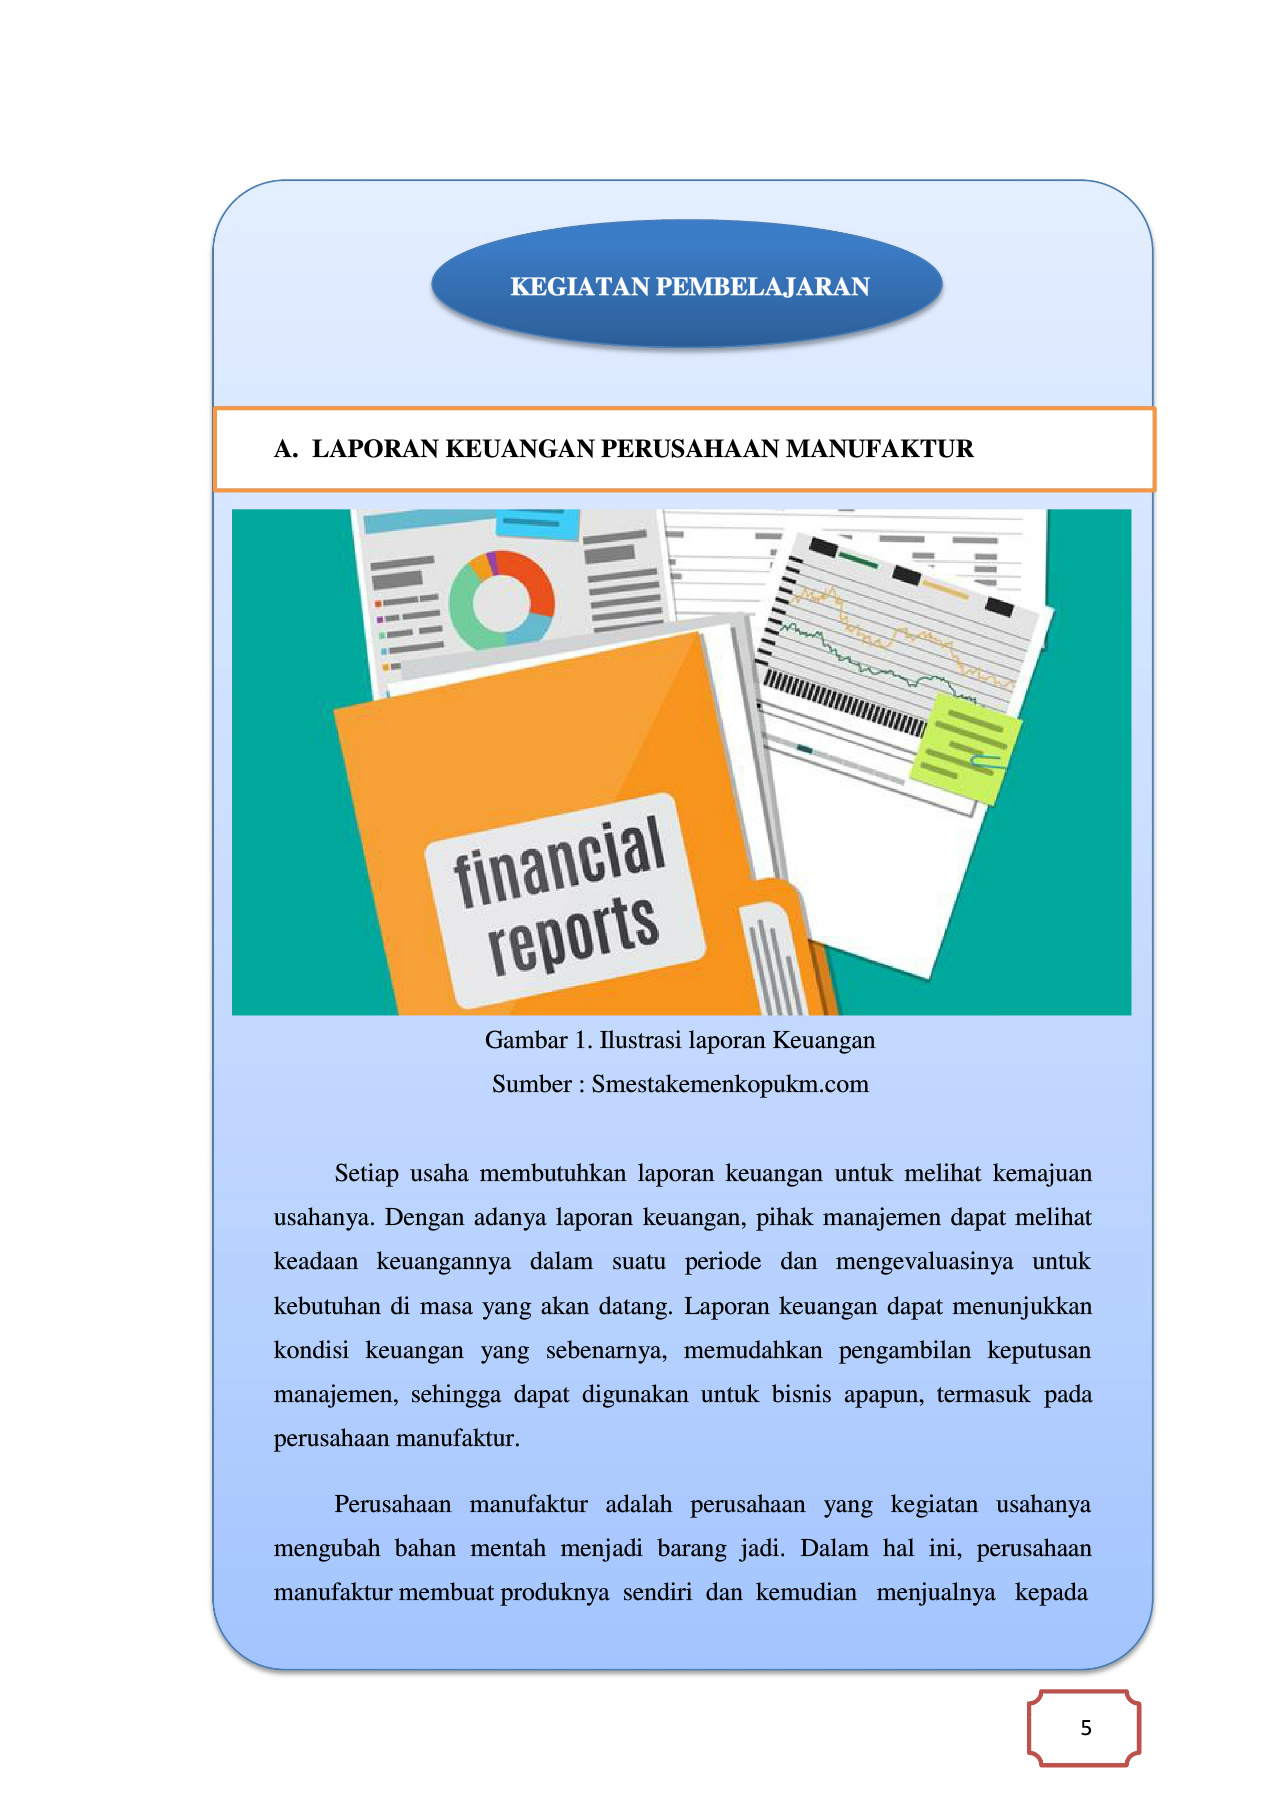 KEGIATAN PEMBELAJARAN
A. LAPORAN KEUANGAN PERUSAHAAN MANUFAKTUR
financial
reports
Gambar 1. Ilustrasi laporan Keuangan
Sumber : Smestakemenkopukm.com
Setiap usaha membutuhkan laporan keuangan untuk melihat kemajuan
usahanya. Dengan adanya laporan keuangan, pihak manajemen dapat melihat
keadaan keuangannya dalam suatu periode dan mengevaluasinya untuk
kebutuhan di masa yang akan datang. Laporan keuangan dapat menunjukkan
kondisi keuangan yang sebenarnya, memudahkan pengambilan keputusan
manajemen, sehingga dapat digunakan untuk bisnis apapun, termasuk pada
perusahaan manufaktur.
Perusahaan manufaktur adalah perusahaan yang kegiatan usahanya
mengubah bahan mentah menjadi barang jadi. Dalam hal ini, perusahaan
manufaktur membuat produknya sendiri dan kemudian menjualnya kepada
5